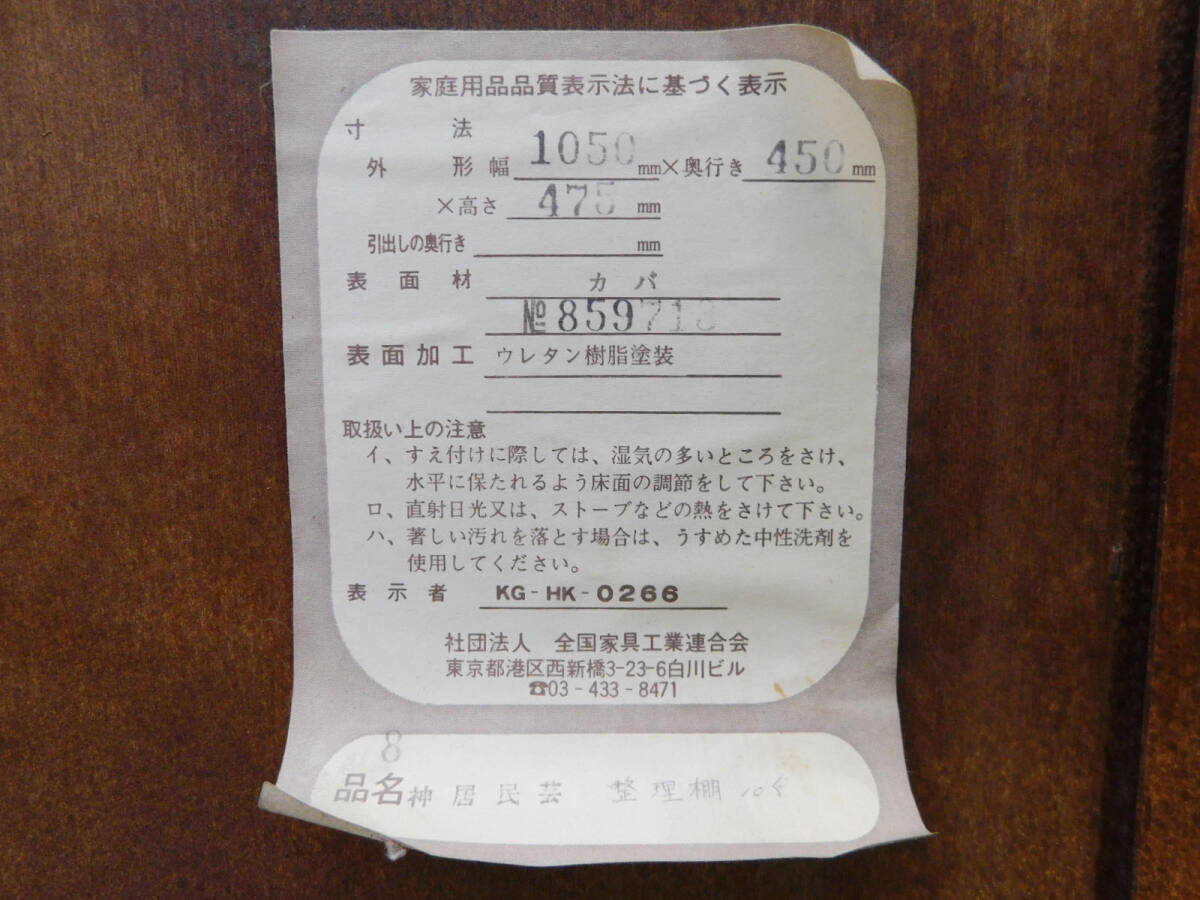 家庭用品品質表示法に基づく表示
寸法
外形 幅 1050 mm×奥行き 450 mm
×高さ 475 mm
引出しの奥行き mm
表面材 カバ
№859713
表面加工 ウレタン樹脂塗装
取扱い上の注意
イ、すえ付けに際しては、湿気の多いところをさけ、
水平に保たれるよう床面の調節をして下さい。
ロ、直射日光又は、ストーブなどの熱をさけて下さい。
ハ、著しい汚れを落とす場合は、うすめた中性洗剤を
使用してください。
表示者 KG-HK-0266
社団法人 全国家具工業連合会
東京都港区西新橋3-23-6白川ビル
☎03-433-8471
8
品名 神居民芸 整理棚